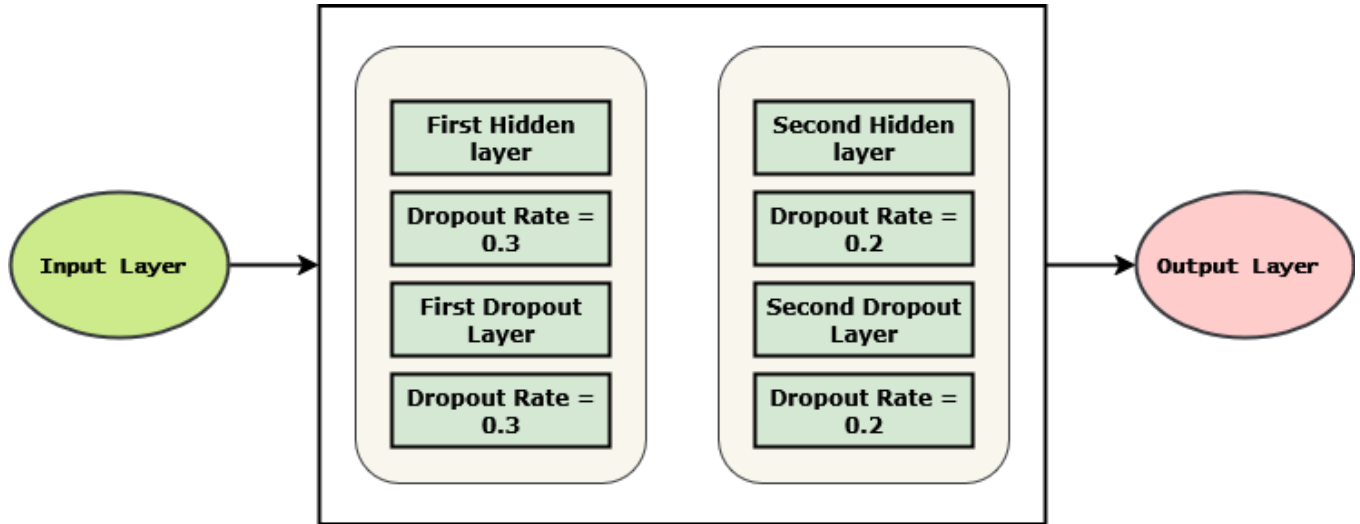 Input Layer
First Hidden
layer
Dropout Rate =
0.3
First Dropout
Layer
Dropout Rate =
0.3
Second Hidden
layer
Dropout Rate =
0.2
Second Dropout
Layer
Dropout Rate =
0.2
Output Layer